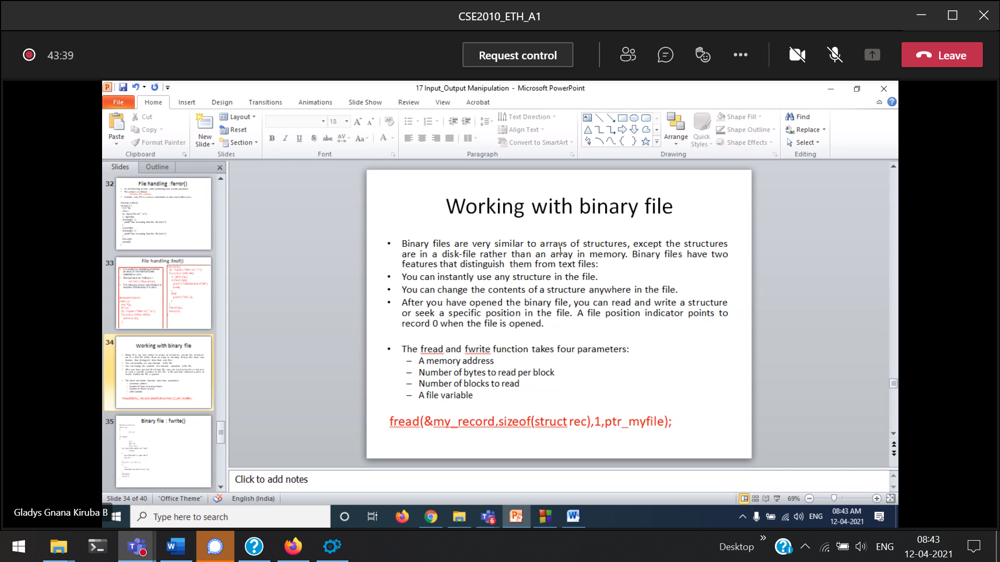 CSE2010_ETH_A1
43:39
Request control
Leave
17 Input_Output Manipulation - Microsoft PowerPoint
File Home Insert Design Transitions Animations Slide Show Review View Acrobat
Paste
Cut
Copy
Format Painter
Clipboard
New Slide
Layout
Reset
Section
Slides
18
Font
Text Direction
Align Text
Convert to SmartArt
Paragraph
Arrange
Quick Styles
Shape Fill
Shape Outline
Shape Effects
Drawing
Find
Replace
Select
Editing
Slides Outline
32
File handling :ferror()
33
File handling :feof()
34
Working with binary file
35
Binary file : fwrite()
Working with binary file
• Binary files are very similar to arrays of structures, except the structures
are in a disk-file rather than an array in memory. Binary files have two
features that distinguish them from text files:
• You can instantly use any structure in the file.
• You can change the contents of a structure anywhere in the file.
• After you have opened the binary file, you can read and write a structure
or seek a specific position in the file. A file position indicator points to
record 0 when the file is opened.
• The fread and fwrite function takes four parameters:
– A memory address
– Number of bytes to read per block
– Number of blocks to read
– A file variable
fread(&my_record,sizeof(struct rec),1,ptr_myfile);
Click to add notes
Slide 34 of 40 "Office Theme" English (India) 69%
Gladys Gnana Kiruba B
Type here to search
ENG
08:43 AM
12-04-2021
Desktop
ENG
08:43
12-04-2021